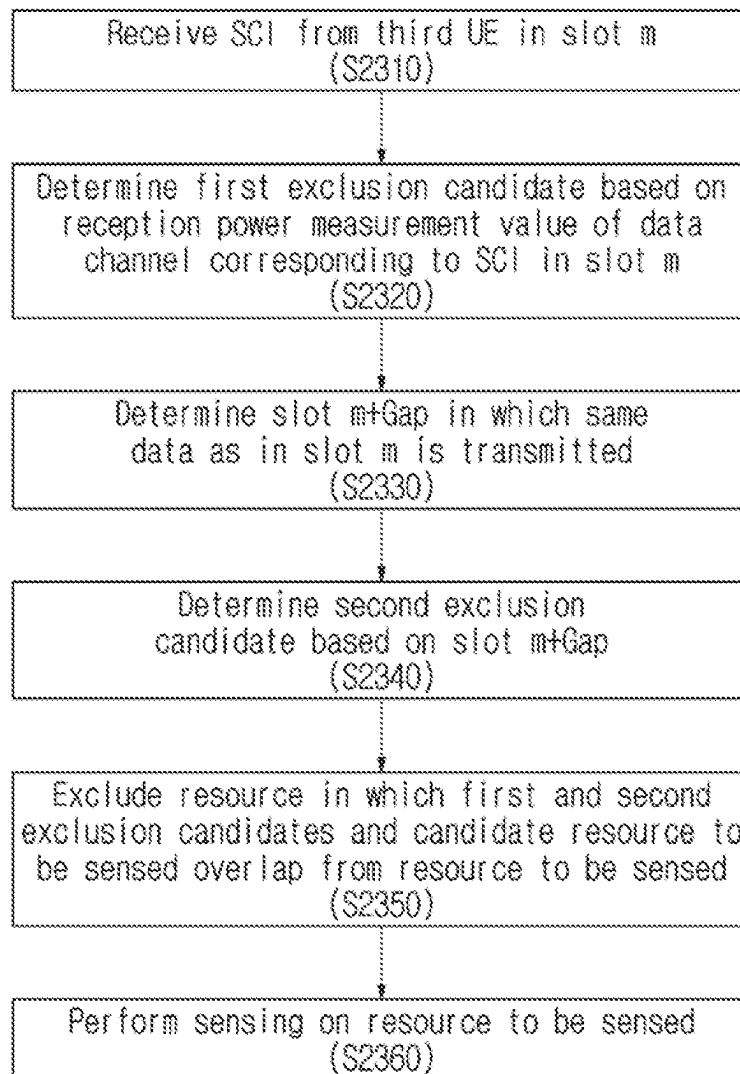 Receive SCI from third UE in slot m
(S2310)
Determine first exclusion candidate based on
reception power measurement value of data
channel corresponding to SCI in slot m
(S2320)
Determine slot m+Gap in which same
data as in slot m is transmitted
(S2330)
Determine second exclusion
candidate based on slot m+Gap
(S2340)
Exclude resource in which first and second
exclusion candidates and candidate resource to
be sensed overlap from resource to be sensed
(S2350)
Perform sensing on resource to be sensed
(S2360)